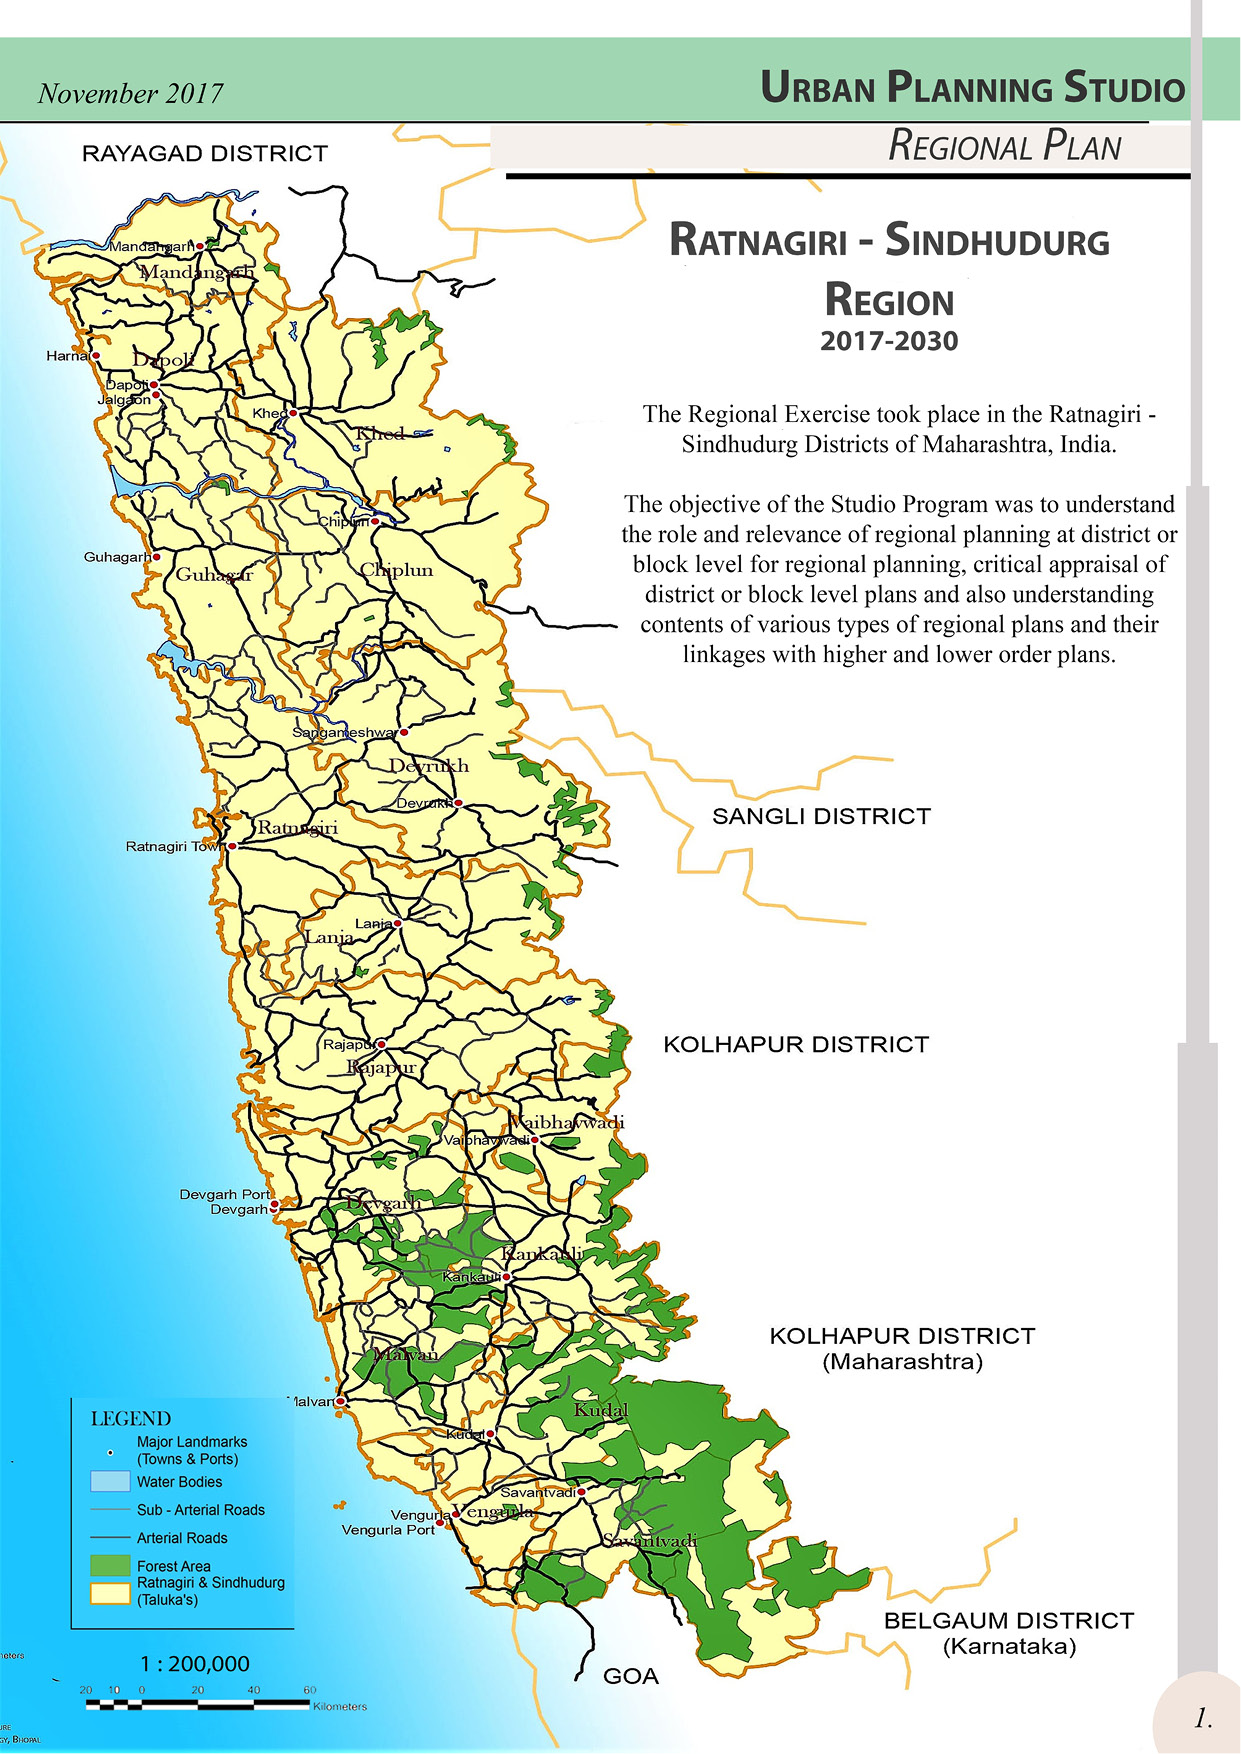 November 2017
URBAN PLANNING STUDIO
REGIONAL PLAN
RAYAGAD DISTRICT
RATNAGIRI - SINDHUDURG
REGION
2017-2030
The Regional Exercise took place in the Ratnagiri -
Sindhudurg Districts of Maharashtra, India.
The objective of the Studio Program was to understand
the role and relevance of regional planning at district or
block level for regional planning, critical appraisal of
district or block level plans and also understanding
contents of various types of regional plans and their
linkages with higher and lower order plans.
Mandangarh
Mandangarh
Harnai
Dapoli
Dapoli
Jalgaon
Khed
Khed
Chiplun
Guhagarh
Guhagar
Chiplun
Sangameshwar
Devrukh
Devrukh
SANGLI DISTRICT
Ratnagiri
Ratnagiri Town
Lanja
Lanja
Rajapur
KOLHAPUR DISTRICT
Rajapur
Vaibhavwadi
Vaibhavwadi
Devgarh Port
Devgarh
Devgarh
Kankauli
Kankauli
KOLHAPUR DISTRICT
(Maharashtra)
Malvan
Malvan
Kudal
Kudal
Savantvadi
Vengurla
Vengurla
Vengurla Port
Savantvadi
BELGAUM DISTRICT
(Karnataka)
GOA
LEGEND
Major Landmarks
(Towns & Ports)
Water Bodies
Sub - Arterial Roads
Arterial Roads
Forest Area
Ratnagiri & Sindhudurg
(Taluka's)
1 : 200,000
20 10 0 20 40 60
Kilometers
GY, BHOPAL
1.